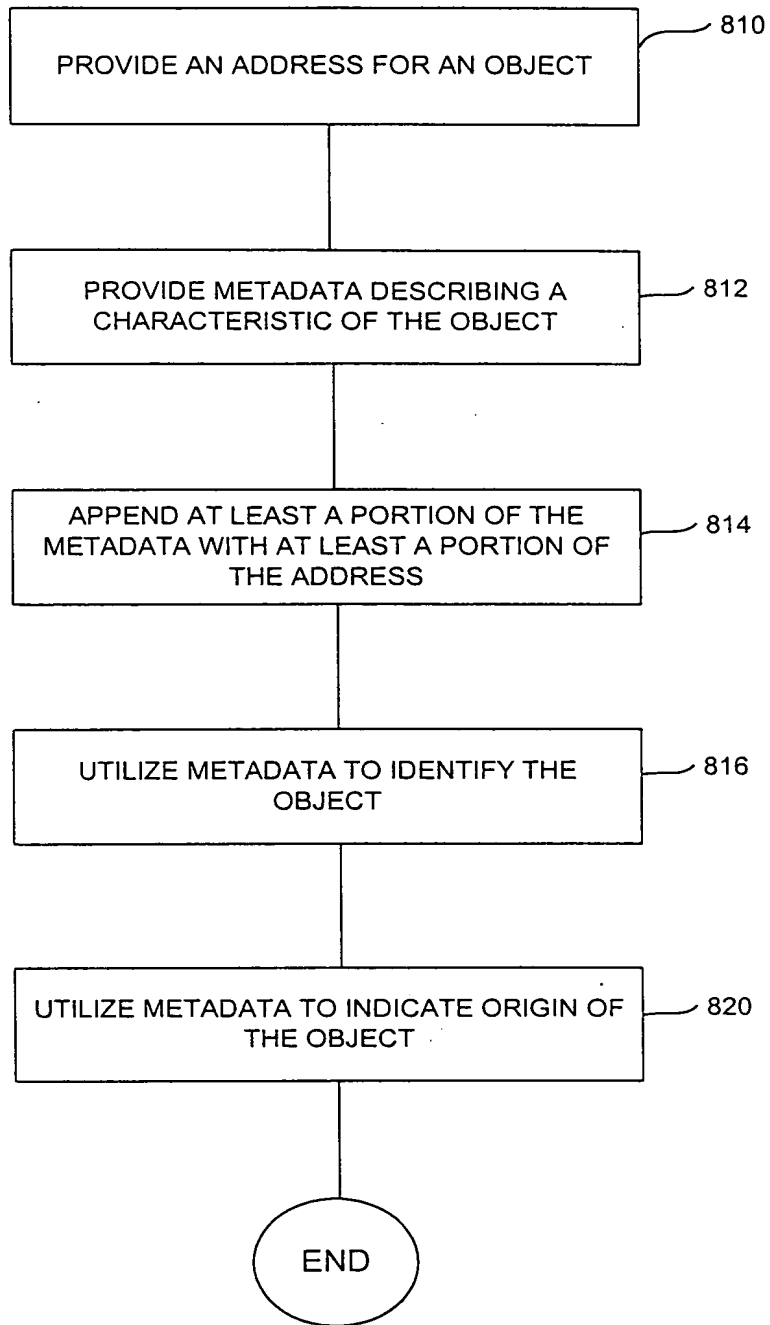 810
PROVIDE AN ADDRESS FOR AN OBJECT
PROVIDE METADATA DESCRIBING A
CHARACTERISTIC OF THE OBJECT
812
APPEND AT LEAST A PORTION OF THE
METADATA WITH AT LEAST A PORTION OF
THE ADDRESS
814
UTILIZE METADATA TO IDENTIFY THE
OBJECT
816
UTILIZE METADATA TO INDICATE ORIGIN OF
THE OBJECT
820
END